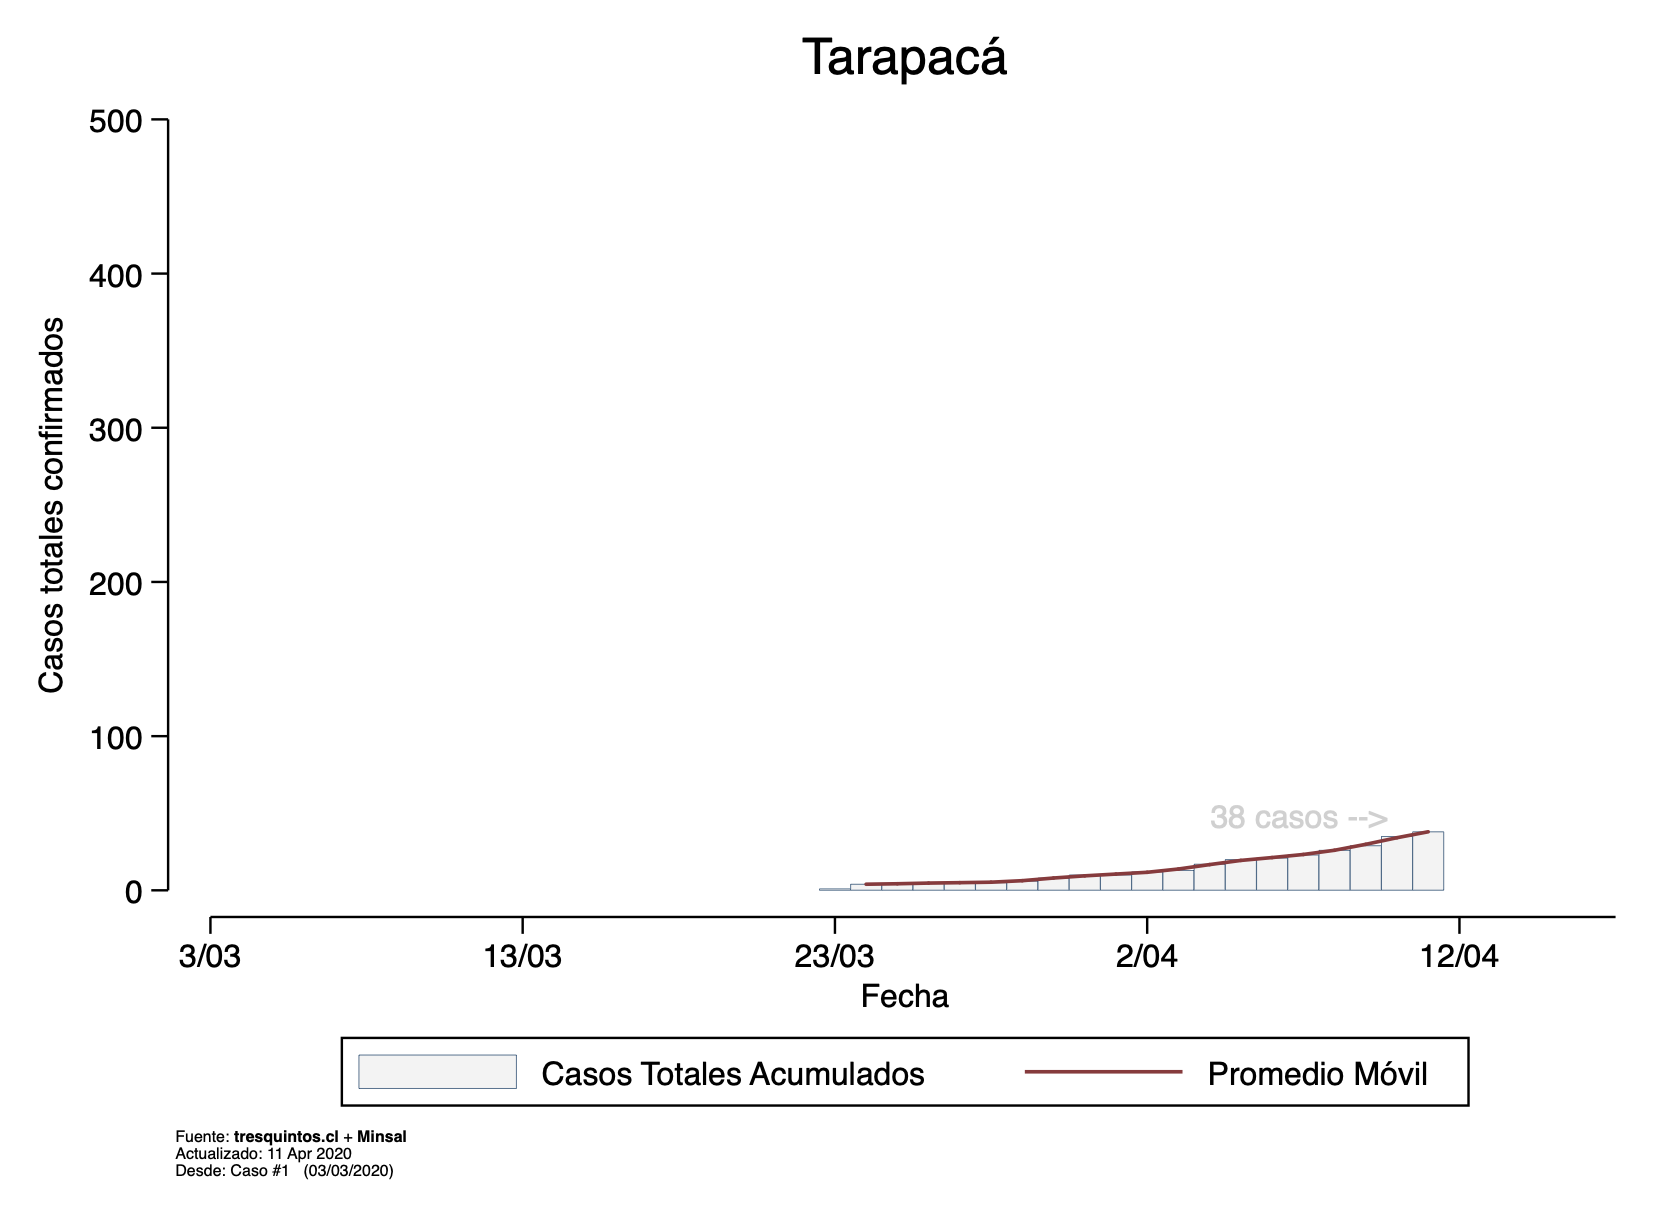 Tarapacá
500
400
300
200
100
0
Casos totales confirmados
38 casos -->
3/03 13/03 23/03 2/04 12/04
Fecha
Casos Totales Acumulados Promedio Móvil
Fuente: tresquintos.cl + Minsal
Actualizado: 11 Apr 2020
Desde: Caso #1 (03/03/2020)